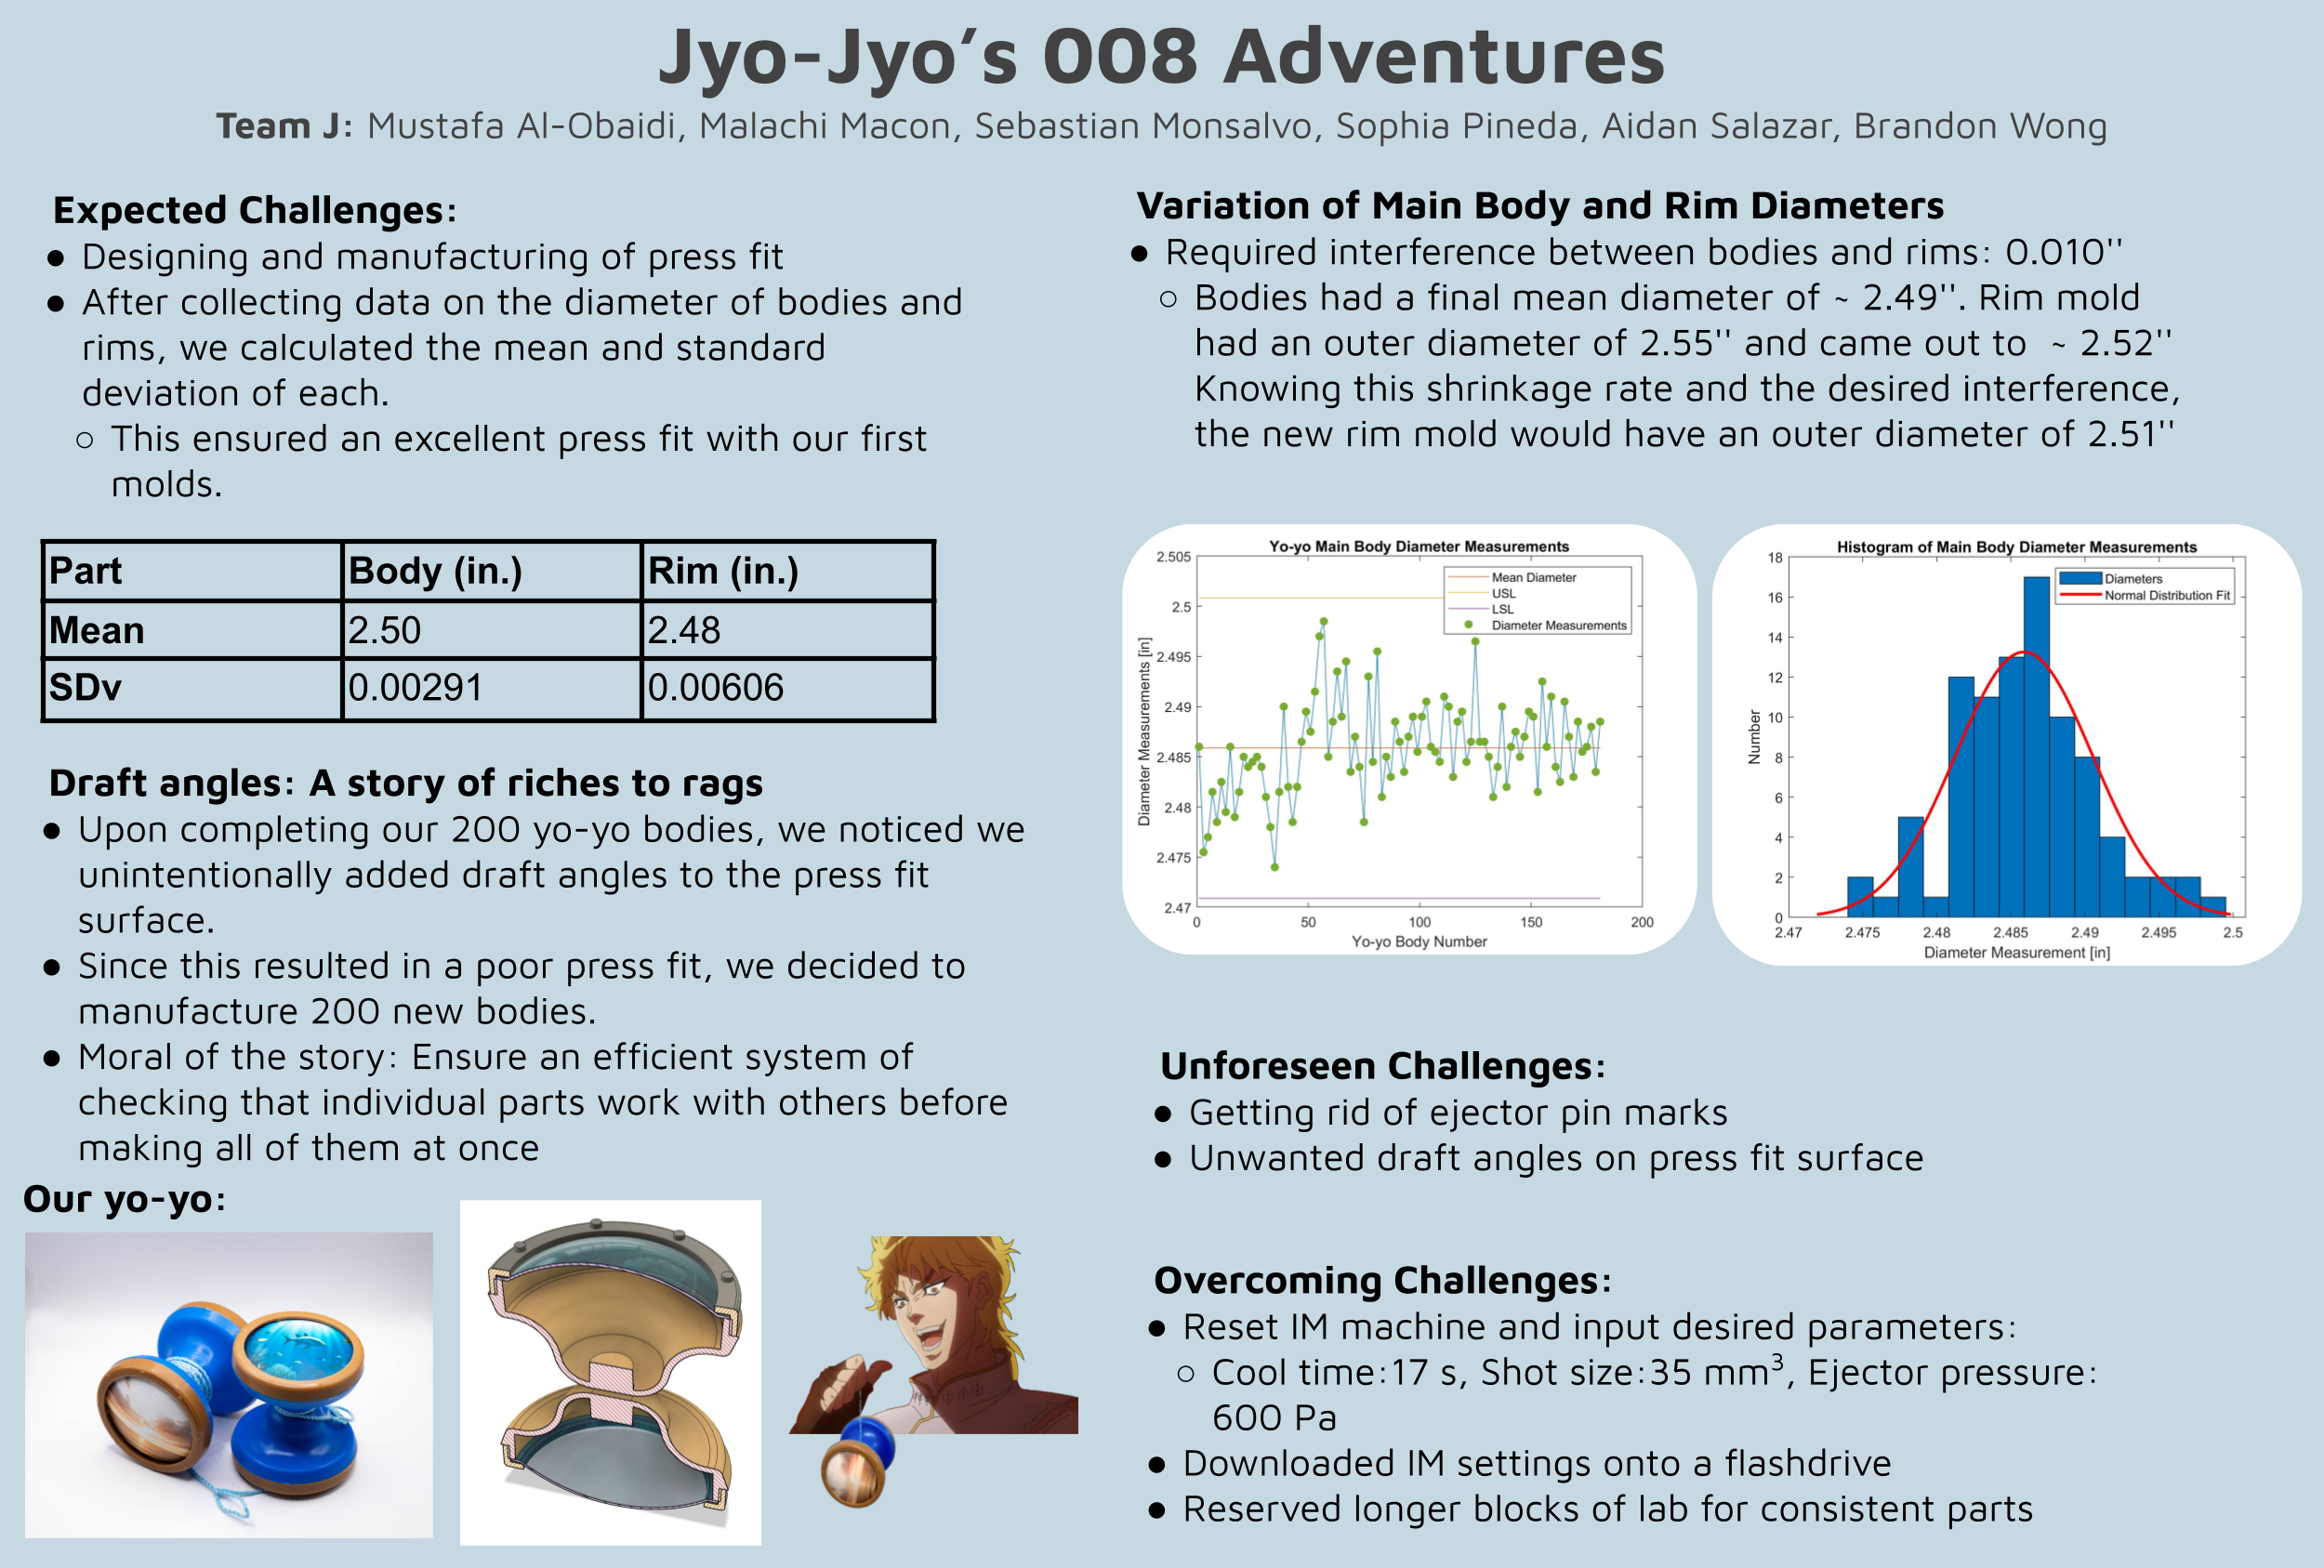 Jyo-Jyo’s 008 Adventures
Team J: Mustafa Al-Obaidi, Malachi Macon, Sebastian Monsalvo, Sophia Pineda, Aidan Salazar, Brandon Wong
Expected Challenges:
● Designing and manufacturing of press fit
● After collecting data on the diameter of bodies and
rims, we calculated the mean and standard
deviation of each.
○ This ensured an excellent press fit with our first
molds.
Part Body (in.) Rim (in.)
Mean 2.50 2.48
SDv 0.00291 0.00606
Draft angles: A story of riches to rags
● Upon completing our 200 yo-yo bodies, we noticed we
unintentionally added draft angles to the press fit
surface.
● Since this resulted in a poor press fit, we decided to
manufacture 200 new bodies.
● Moral of the story: Ensure an efficient system of
checking that individual parts work with others before
making all of them at once
Our yo-yo:
Variation of Main Body and Rim Diameters
● Required interference between bodies and rims: 0.010''
○ Bodies had a final mean diameter of ~ 2.49''. Rim mold
had an outer diameter of 2.55'' and came out to ~ 2.52''
Knowing this shrinkage rate and the desired interference,
the new rim mold would have an outer diameter of 2.51''
Yo-yo Main Body Diameter Measurements
Mean Diameter
USL
LSL
Diameter Measurements
Diameter Measurements [in]
2.505
2.5
2.495
2.49
2.485
2.48
2.475
2.47
0 50 100 150 200
Yo-yo Body Number
Histogram of Main Body Diameter Measurements
Diameters
Normal Distribution Fit
Number
18
16
14
12
10
8
6
4
2
0
2.47 2.475 2.48 2.485 2.49 2.495 2.5
Diameter Measurement [in]
Unforeseen Challenges:
● Getting rid of ejector pin marks
● Unwanted draft angles on press fit surface
Overcoming Challenges:
● Reset IM machine and input desired parameters:
○ Cool time:17 s, Shot size:35 mm³, Ejector pressure:
600 Pa
● Downloaded IM settings onto a flashdrive
● Reserved longer blocks of lab for consistent parts